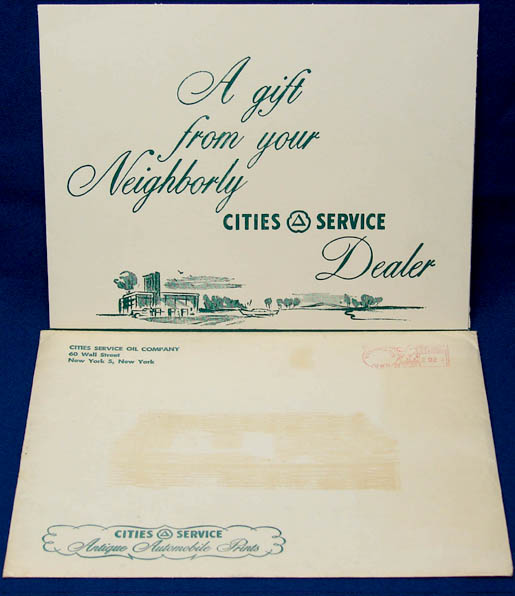 A gift
from your
Neighborly
CITIES SERVICE
Dealer
CITIES SERVICE OIL COMPANY
60 Wall Street
New York 5, New York
CITIES SERVICE
Antique Automobile Prints